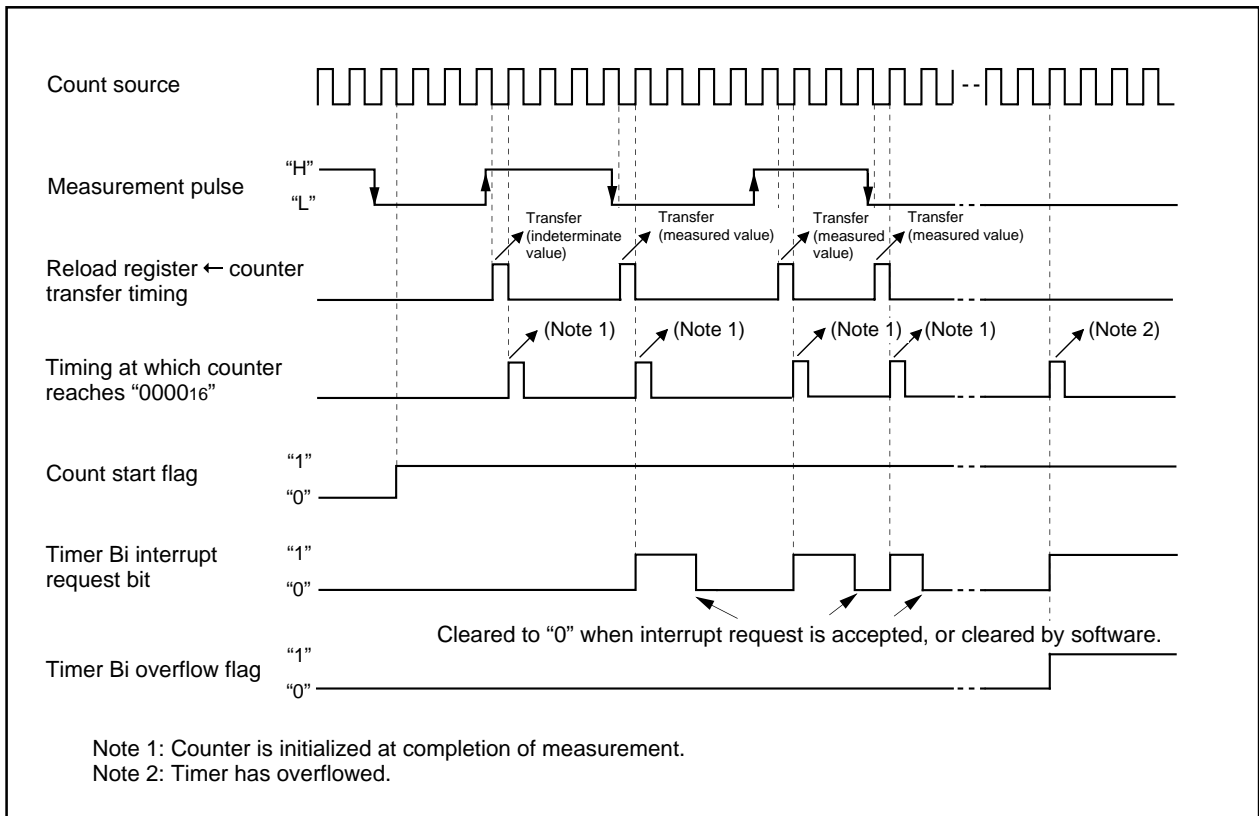 Count source
Measurement pulse
“H”
“L”
Transfer
(indeterminate
value)
Transfer
(measured value)
Transfer
(measured
value)
Transfer
(measured value)
Reload register ← counter
transfer timing
(Note 1)
(Note 1)
(Note 1)
(Note 1)
(Note 2)
Timing at which counter
reaches “000016”
Count start flag
“1”
“0”
Timer Bi interrupt
request bit
“1”
“0”
Cleared to “0” when interrupt request is accepted, or cleared by software.
Timer Bi overflow flag
“1”
“0”
Note 1: Counter is initialized at completion of measurement.
Note 2: Timer has overflowed.